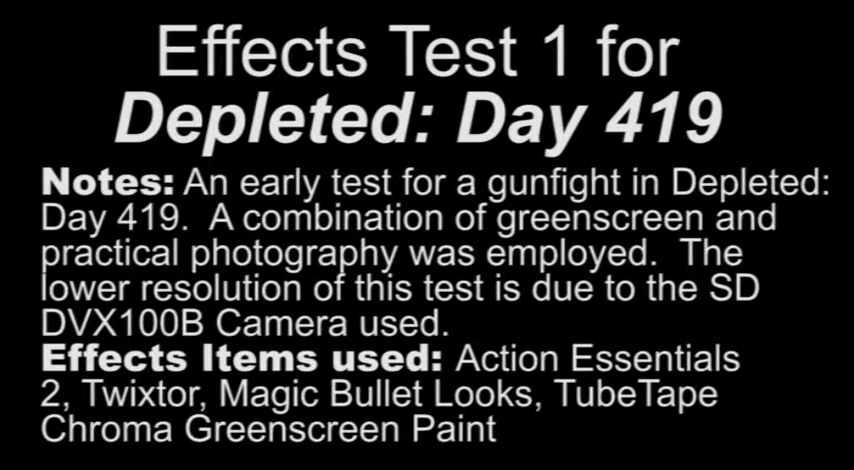 Effects Test 1 for
Depleted: Day 419
Notes: An early test for a gunfight in Depleted:
Day 419.  A combination of greenscreen and
practical photography was employed.  The
lower resolution of this test is due to the SD
DVX100B Camera used.
Effects Items used: Action Essentials
2, Twixtor, Magic Bullet Looks, TubeTape
Chroma Greenscreen Paint